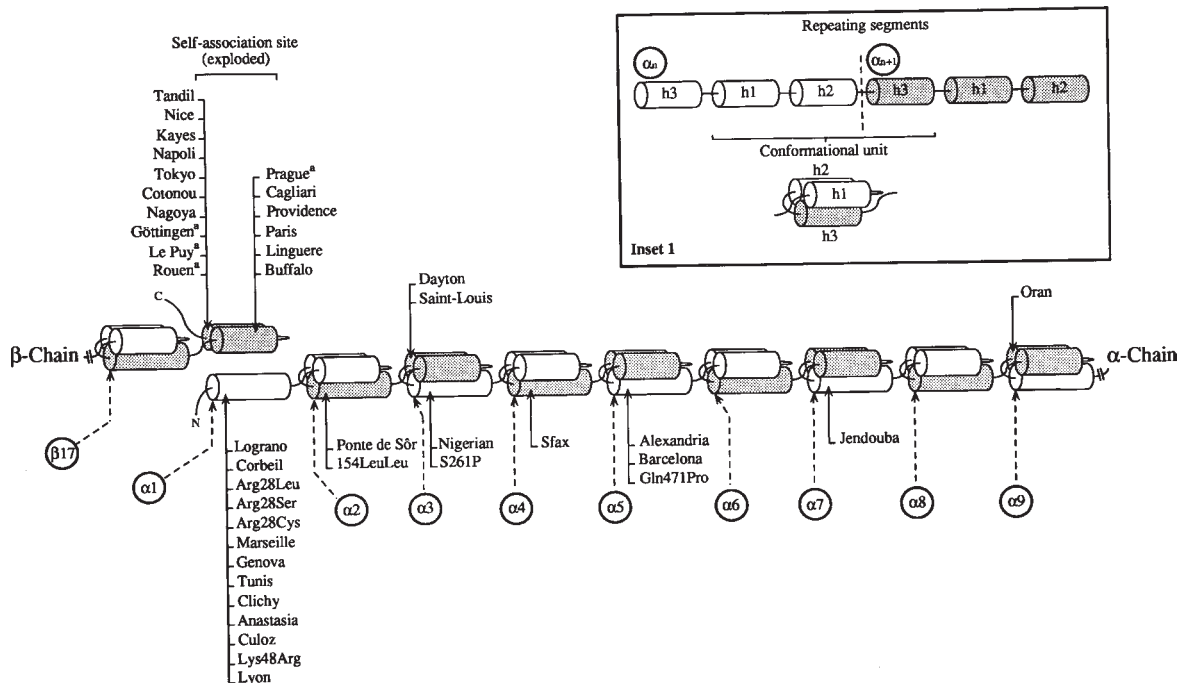 Self-association site
(exploded)
Tandil
Nice
Kayes
Napoli
Tokyo
Cotonou
Nagoya
Göttingenᵃ
Le Puyᵃ
Rouenᵃ
Pragueᵃ
Cagliari
Providence
Paris
Linguere
Buffalo
Repeating segments
αn
αn+1
h3
h1
h2
h3
h1
h2
Conformational unit
h2
h1
h3
Inset 1
Dayton
Saint-Louis
Oran
C
β-Chain
α-Chain
N
β17
α1
Lograno
Corbeil
Arg28Leu
Arg28Ser
Arg28Cys
Marseille
Genova
Tunis
Clichy
Anastasia
Culoz
Lys48Arg
Lyon
Ponte de Sôr
154LeuLeu
α2
Nigerian
S261P
α3
Sfax
α4
Alexandria
Barcelona
Gln471Pro
α5
α6
Jendouba
α7
α8
α9